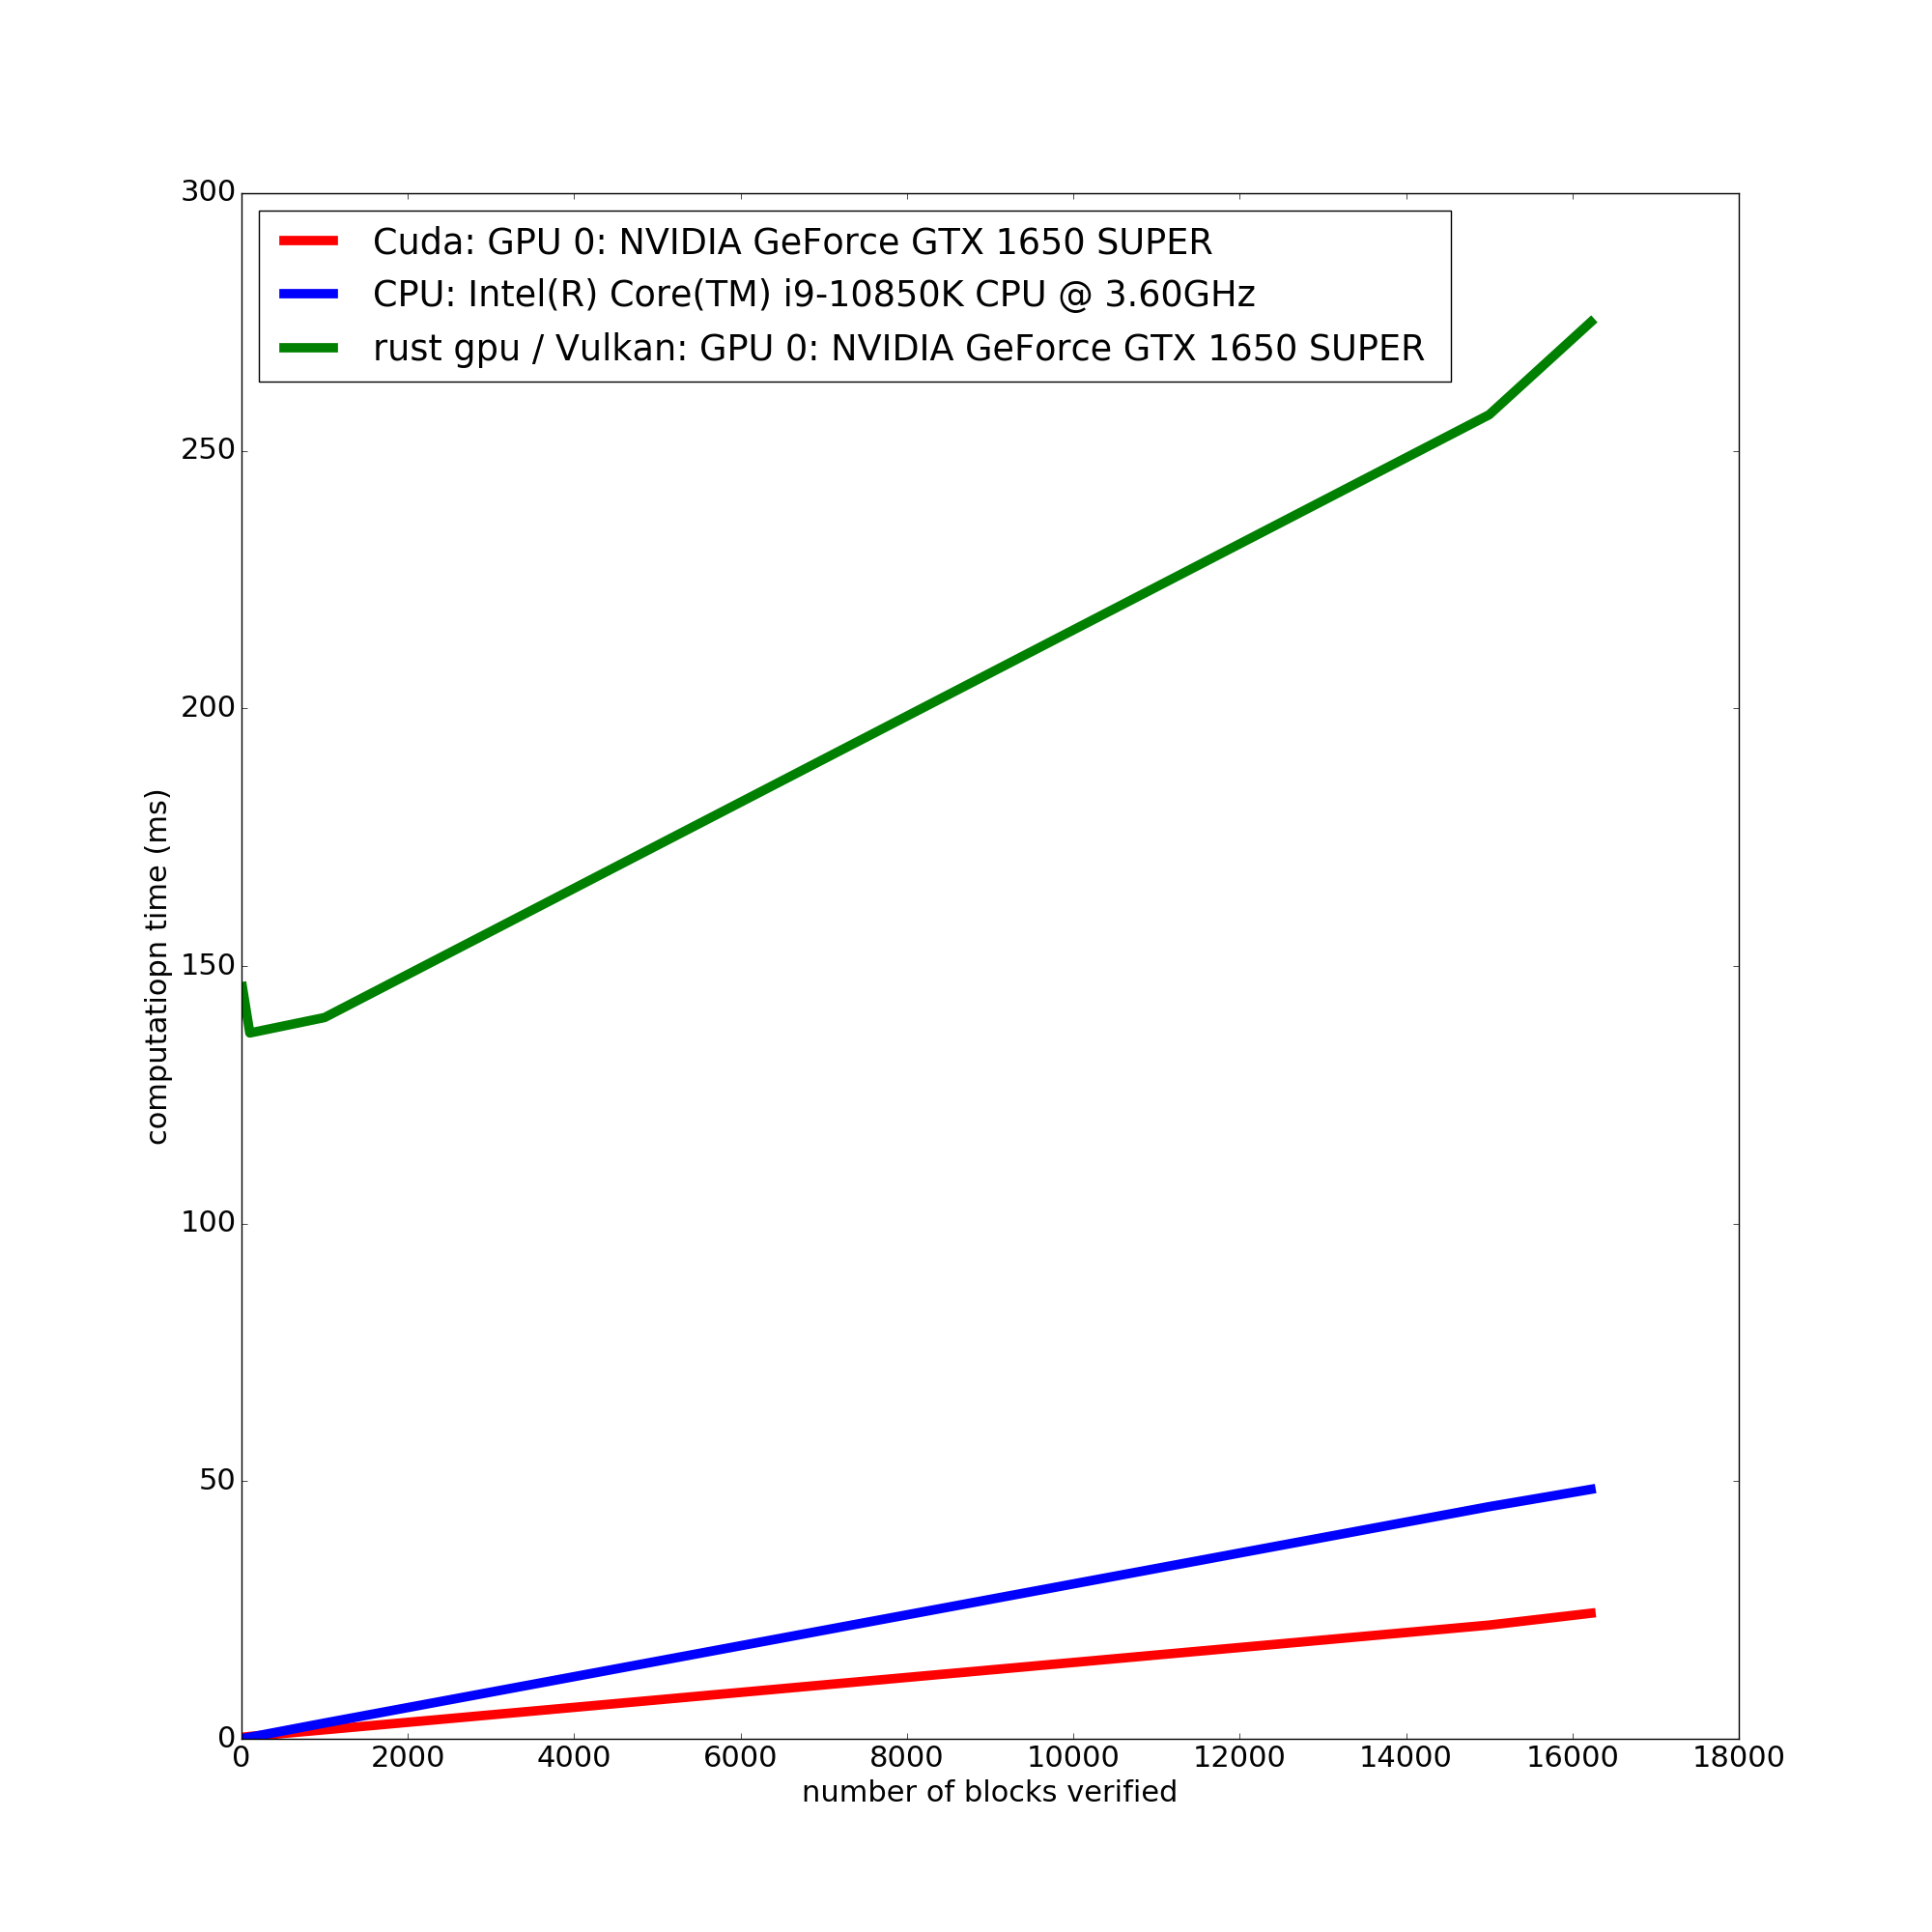 300
Cuda: GPU 0: NVIDIA GeForce GTX 1650 SUPER
CPU: Intel(R) Core(TM) i9-10850K CPU @ 3.60GHz
rust gpu / Vulkan: GPU 0: NVIDIA GeForce GTX 1650 SUPER
250
200
150
100
50
0
computatiopn time (ms)
0 2000 4000 6000 8000 10000 12000 14000 16000 18000
number of blocks verified